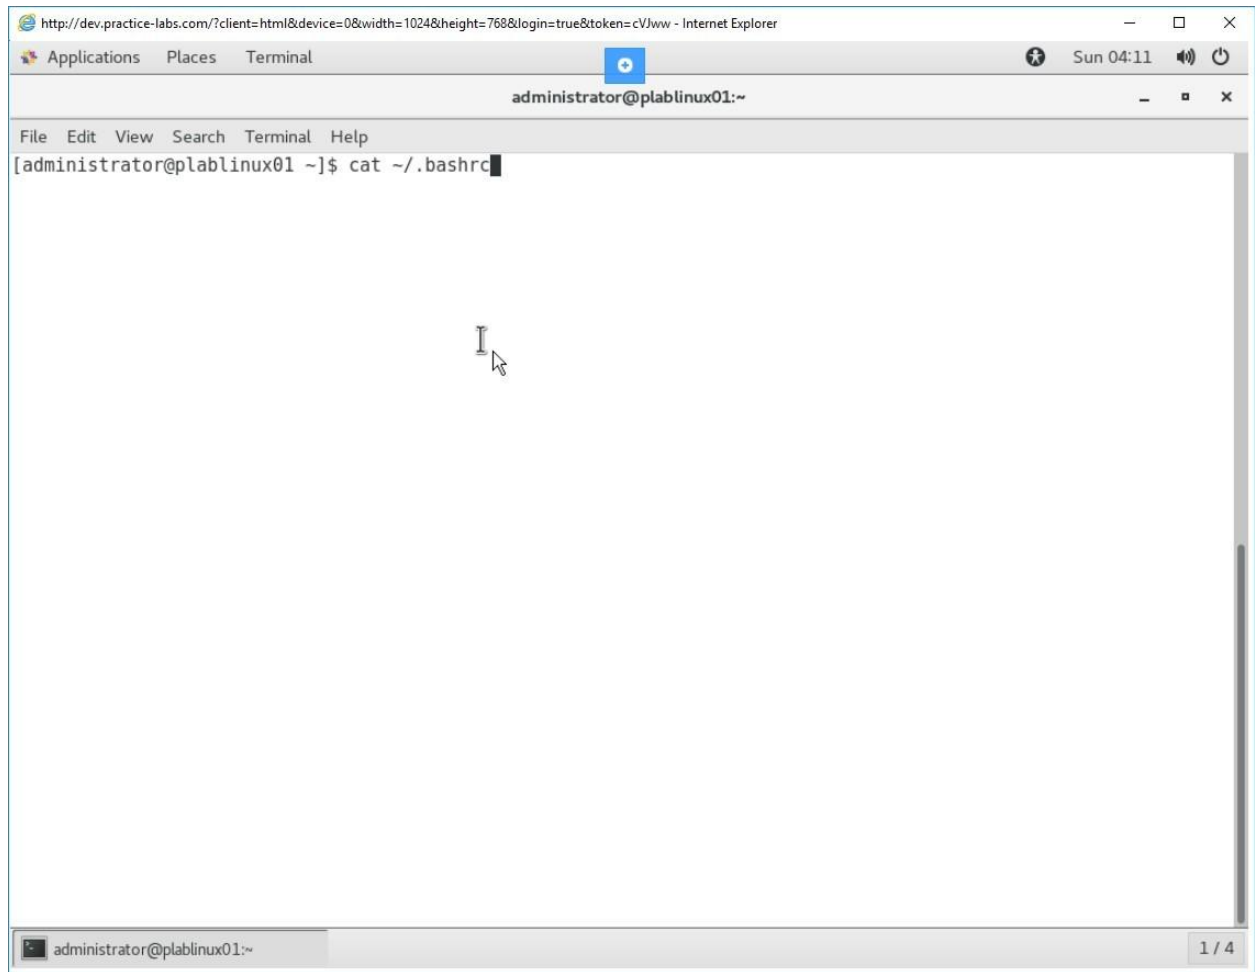 http://dev.practice-labs.com/?client=html&device=0&width=1024&height=768&login=true&token=cVJww - Internet Explorer
Applications Places Terminal Sun 04:11
administrator@plablinux01:~
File Edit View Search Terminal Help
[administrator@plablinux01 ~]$ cat ~/.bashrc
administrator@plablinux01:~ 1 / 4